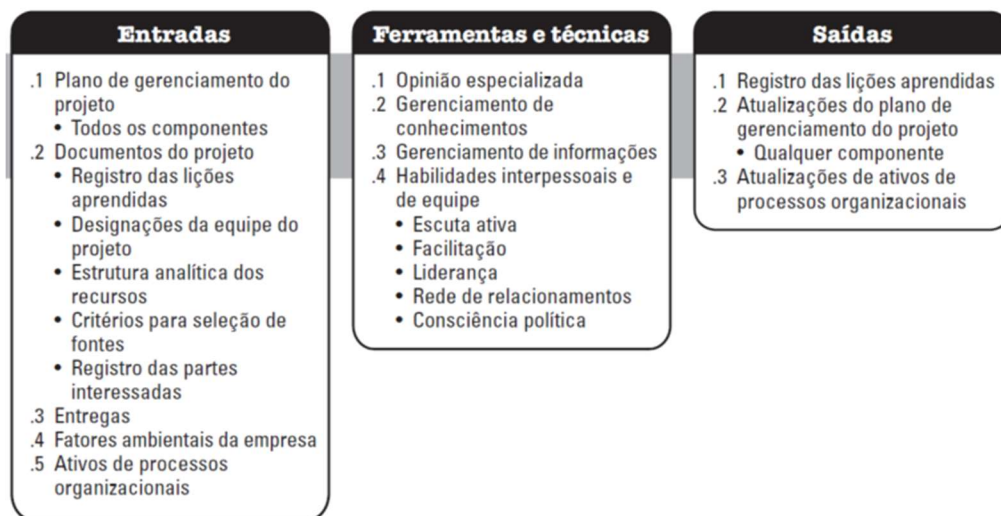 Entradas
.1 Plano de gerenciamento do
projeto
• Todos os componentes
.2 Documentos do projeto
• Registro das lições
aprendidas
• Designações da equipe do
projeto
• Estrutura analítica dos
recursos
• Critérios para seleção de
fontes
• Registro das partes
interessadas
.3 Entregas
.4 Fatores ambientais da empresa
.5 Ativos de processos
organizacionais
Ferramentas e técnicas
.1 Opinião especializada
.2 Gerenciamento de
conhecimentos
.3 Gerenciamento de informações
.4 Habilidades interpessoais e
de equipe
• Escuta ativa
• Facilitação
• Liderança
• Rede de relacionamentos
• Consciência política
Saídas
.1 Registro das lições aprendidas
.2 Atualizações do plano de
gerenciamento do projeto
• Qualquer componente
.3 Atualizações de ativos de
processos organizacionais